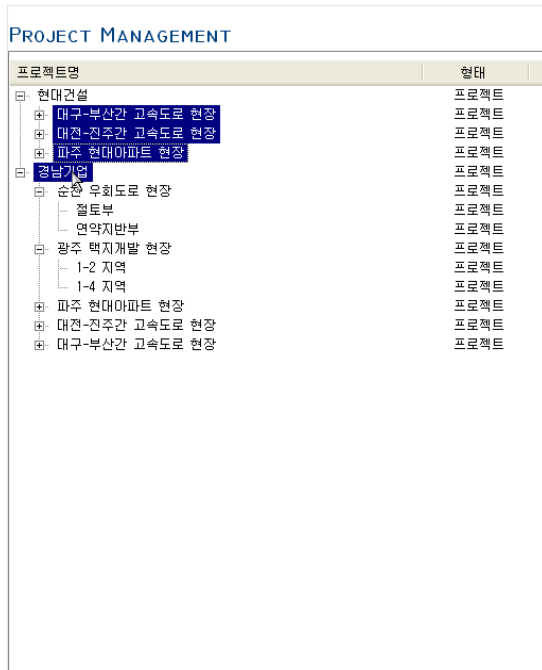 PROJECT MANAGEMENT
프로젝트명 형태
현대건설 프로젝트
대구-부산간 고속도로 현장 프로젝트
대전-진주간 고속도로 현장 프로젝트
파주 현대아파트 현장 프로젝트
경남기업 프로젝트
순천 우회도로 현장 프로젝트
절토부 프로젝트
연약지반부 프로젝트
광주 택지개발 현장 프로젝트
1-2 지역 프로젝트
1-4 지역 프로젝트
파주 현대아파트 현장 프로젝트
대전-진주간 고속도로 현장 프로젝트
대구-부산간 고속도로 현장 프로젝트